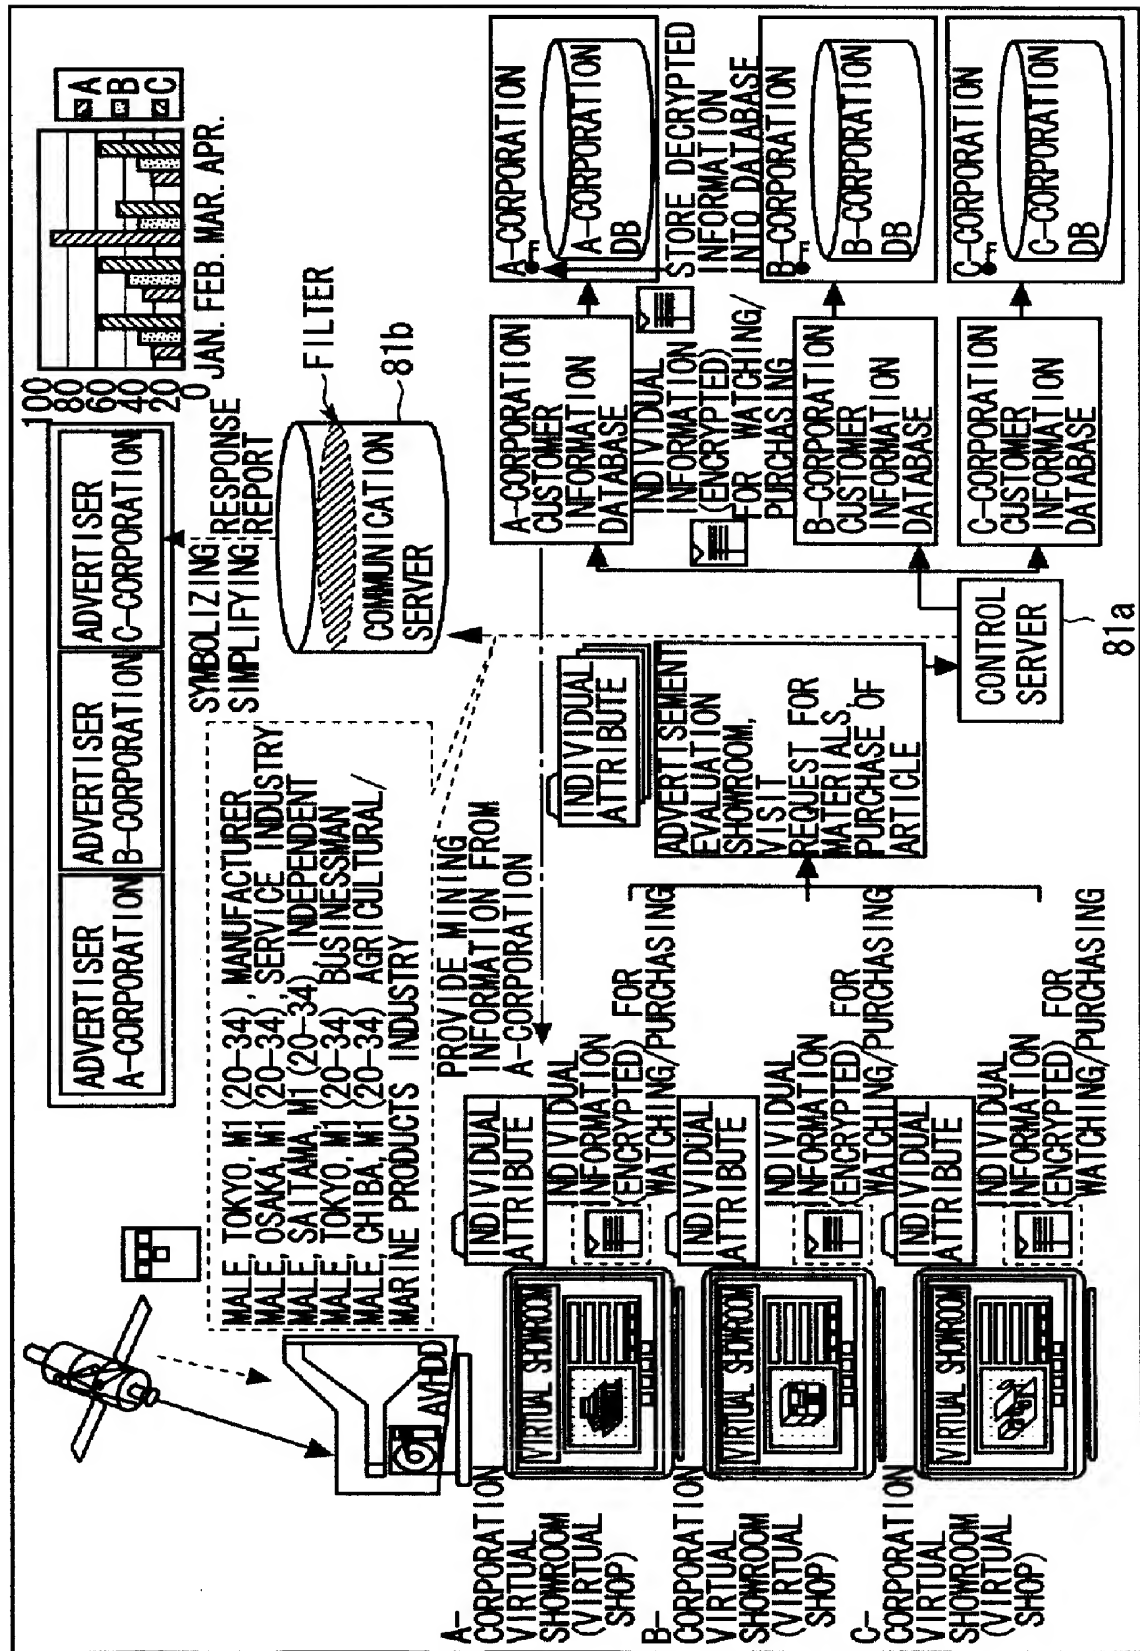 ADVERTISER
A-CORPORATION
ADVERTISER
B-CORPORATION
ADVERTISER
C-CORPORATION
100
80
60
40
20
0
JAN. FEB. MAR. APR.
A
B
C
SYMBOLIZING
SIMPLIFYING
RESPONSE
REPORT
FILTER
COMMUNICATION
SERVER
81b
MALE, TOKYO, M1 (20-34), MANUFACTURER
MALE, OSAKA, M1 (20-34), SERVICE INDUSTRY
MALE, SAITAMA, M1 (20-34), INDEPENDENT
MALE, TOKYO, M1 (20-34) BUSINESSMAN
MALE, CHIBA, M1 (20-34) AGRICULTURAL/
MARINE PRODUCTS INDUSTRY
AVHDD
PROVIDE MINING
INFORMATION FROM
A-CORPORATION
A-
CORPORATION
VIRTUAL
SHOWROOM
(VIRTUAL
SHOP)
VIRTUAL SHOWROOM
INDIVIDUAL
ATTRIBUTE
INDIVIDUAL
INFORMATION
(ENCRYPTED) FOR
WATCHING/PURCHASING
B-
CORPORATION
VIRTUAL
SHOWROOM
(VIRTUAL
SHOP)
VIRTUAL SHOWROOM
INDIVIDUAL
ATTRIBUTE
INDIVIDUAL
INFORMATION
(ENCRYPTED) FOR
WATCHING/PURCHASING
C-
CORPORATION
VIRTUAL
SHOWROOM
(VIRTUAL
SHOP)
VIRTUAL SHOWROOM
INDIVIDUAL
ATTRIBUTE
INDIVIDUAL
INFORMATION
(ENCRYPTED) FOR
WATCHING/PURCHASING
INDIVIDUAL
ATTRIBUTE
ADVERTISEMENT
EVALUATION
SHOWROOM,
VISIT
REQUEST FOR
MATERIALS,
PURCHASE OF
ARTICLE
CONTROL
SERVER
81a
A-CORPORATION
CUSTOMER
INFORMATION
DATABASE
INDIVIDUAL
INFORMATION
(ENCRYPTED)
FOR WATCHING/
PURCHASING
B-CORPORATION
CUSTOMER
INFORMATION
DATABASE
C-CORPORATION
CUSTOMER
INFORMATION
DATABASE
A-CORPORATION
A-CORPORATION
DB
STORE DECRYPTED
INFORMATION
INTO DATABASE
B-CORPORATION
B-CORPORATION
DB
C-CORPORATION
C-CORPORATION
DB